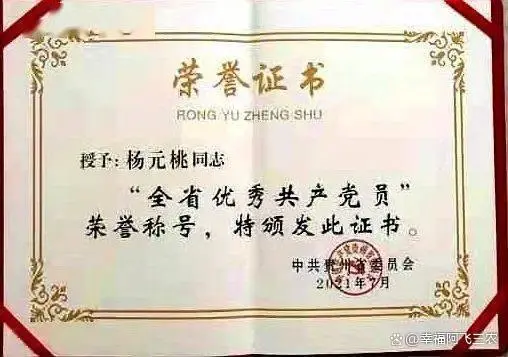 荣誉证书
RONG YU ZHENG SHU
授予：杨元桃同志
“全省优秀共产党员”
荣誉称号，特颁发此证书。
中共贵州省委员会
2021年7月
幸福阿飞三农